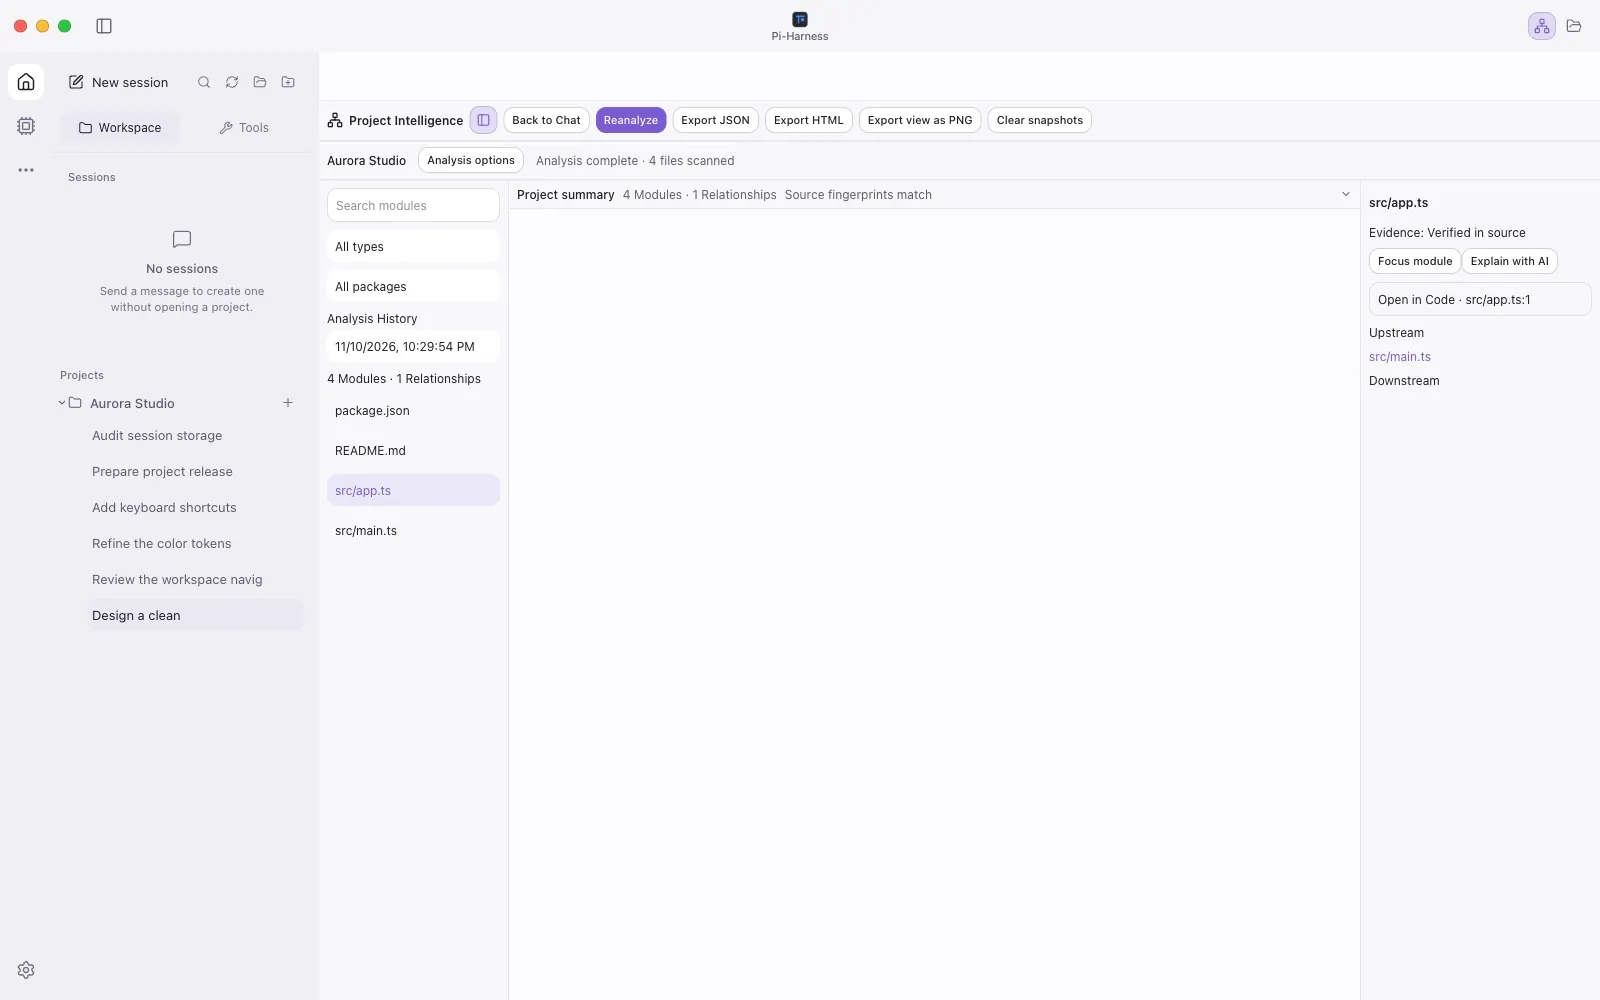 Pi-Harness
New session
Workspace
Tools
Sessions
No sessions
Send a message to create one
without opening a project.
Projects
Aurora Studio
Audit session storage
Prepare project release
Add keyboard shortcuts
Refine the color tokens
Review the workspace navig
Design a clean
Project Intelligence
Back to Chat
Reanalyze
Export JSON
Export HTML
Export view as PNG
Clear snapshots
Aurora Studio
Analysis options
Analysis complete · 4 files scanned
Search modules
All types
All packages
Analysis History
11/10/2026, 10:29:54 PM
4 Modules · 1 Relationships
package.json
README.md
src/app.ts
src/main.ts
Project summary 4 Modules · 1 Relationships Source fingerprints match
src/app.ts
Evidence: Verified in source
Focus module
Explain with AI
Open in Code · src/app.ts:1
Upstream
src/main.ts
Downstream